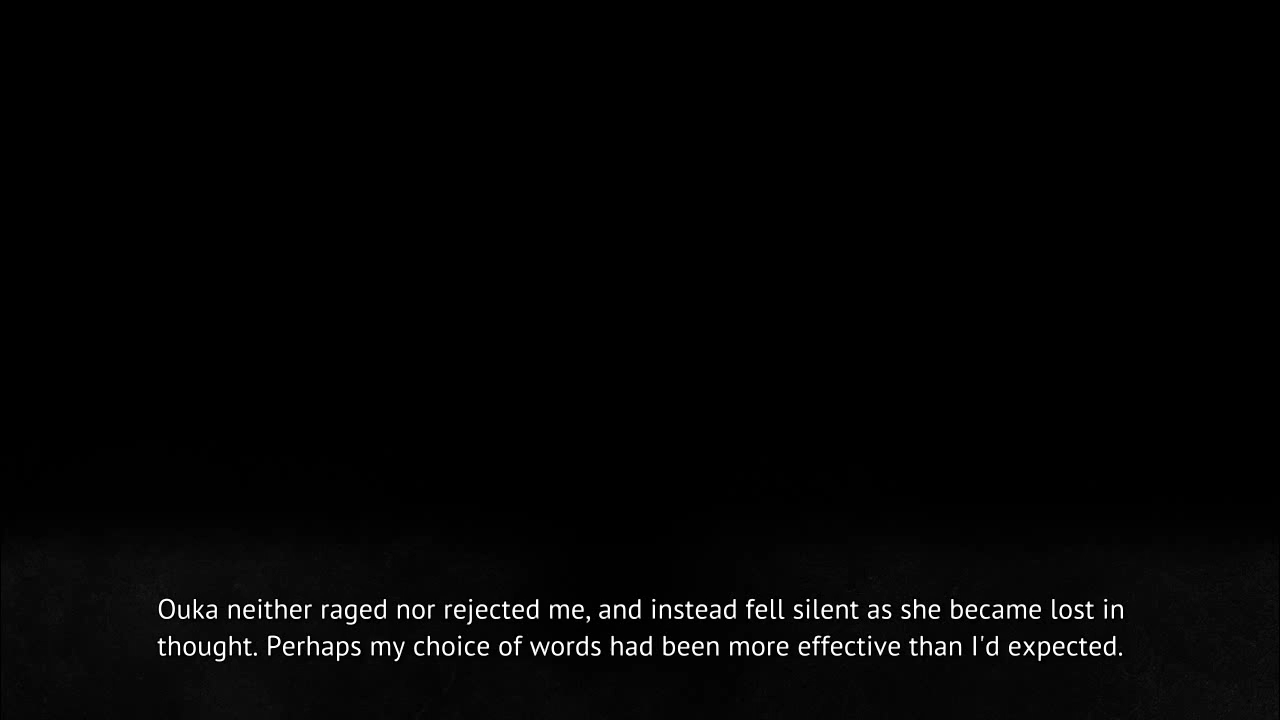 Ouka neither raged nor rejected me, and instead fell silent as she became lost in
thought. Perhaps my choice of words had been more effective than I'd expected.